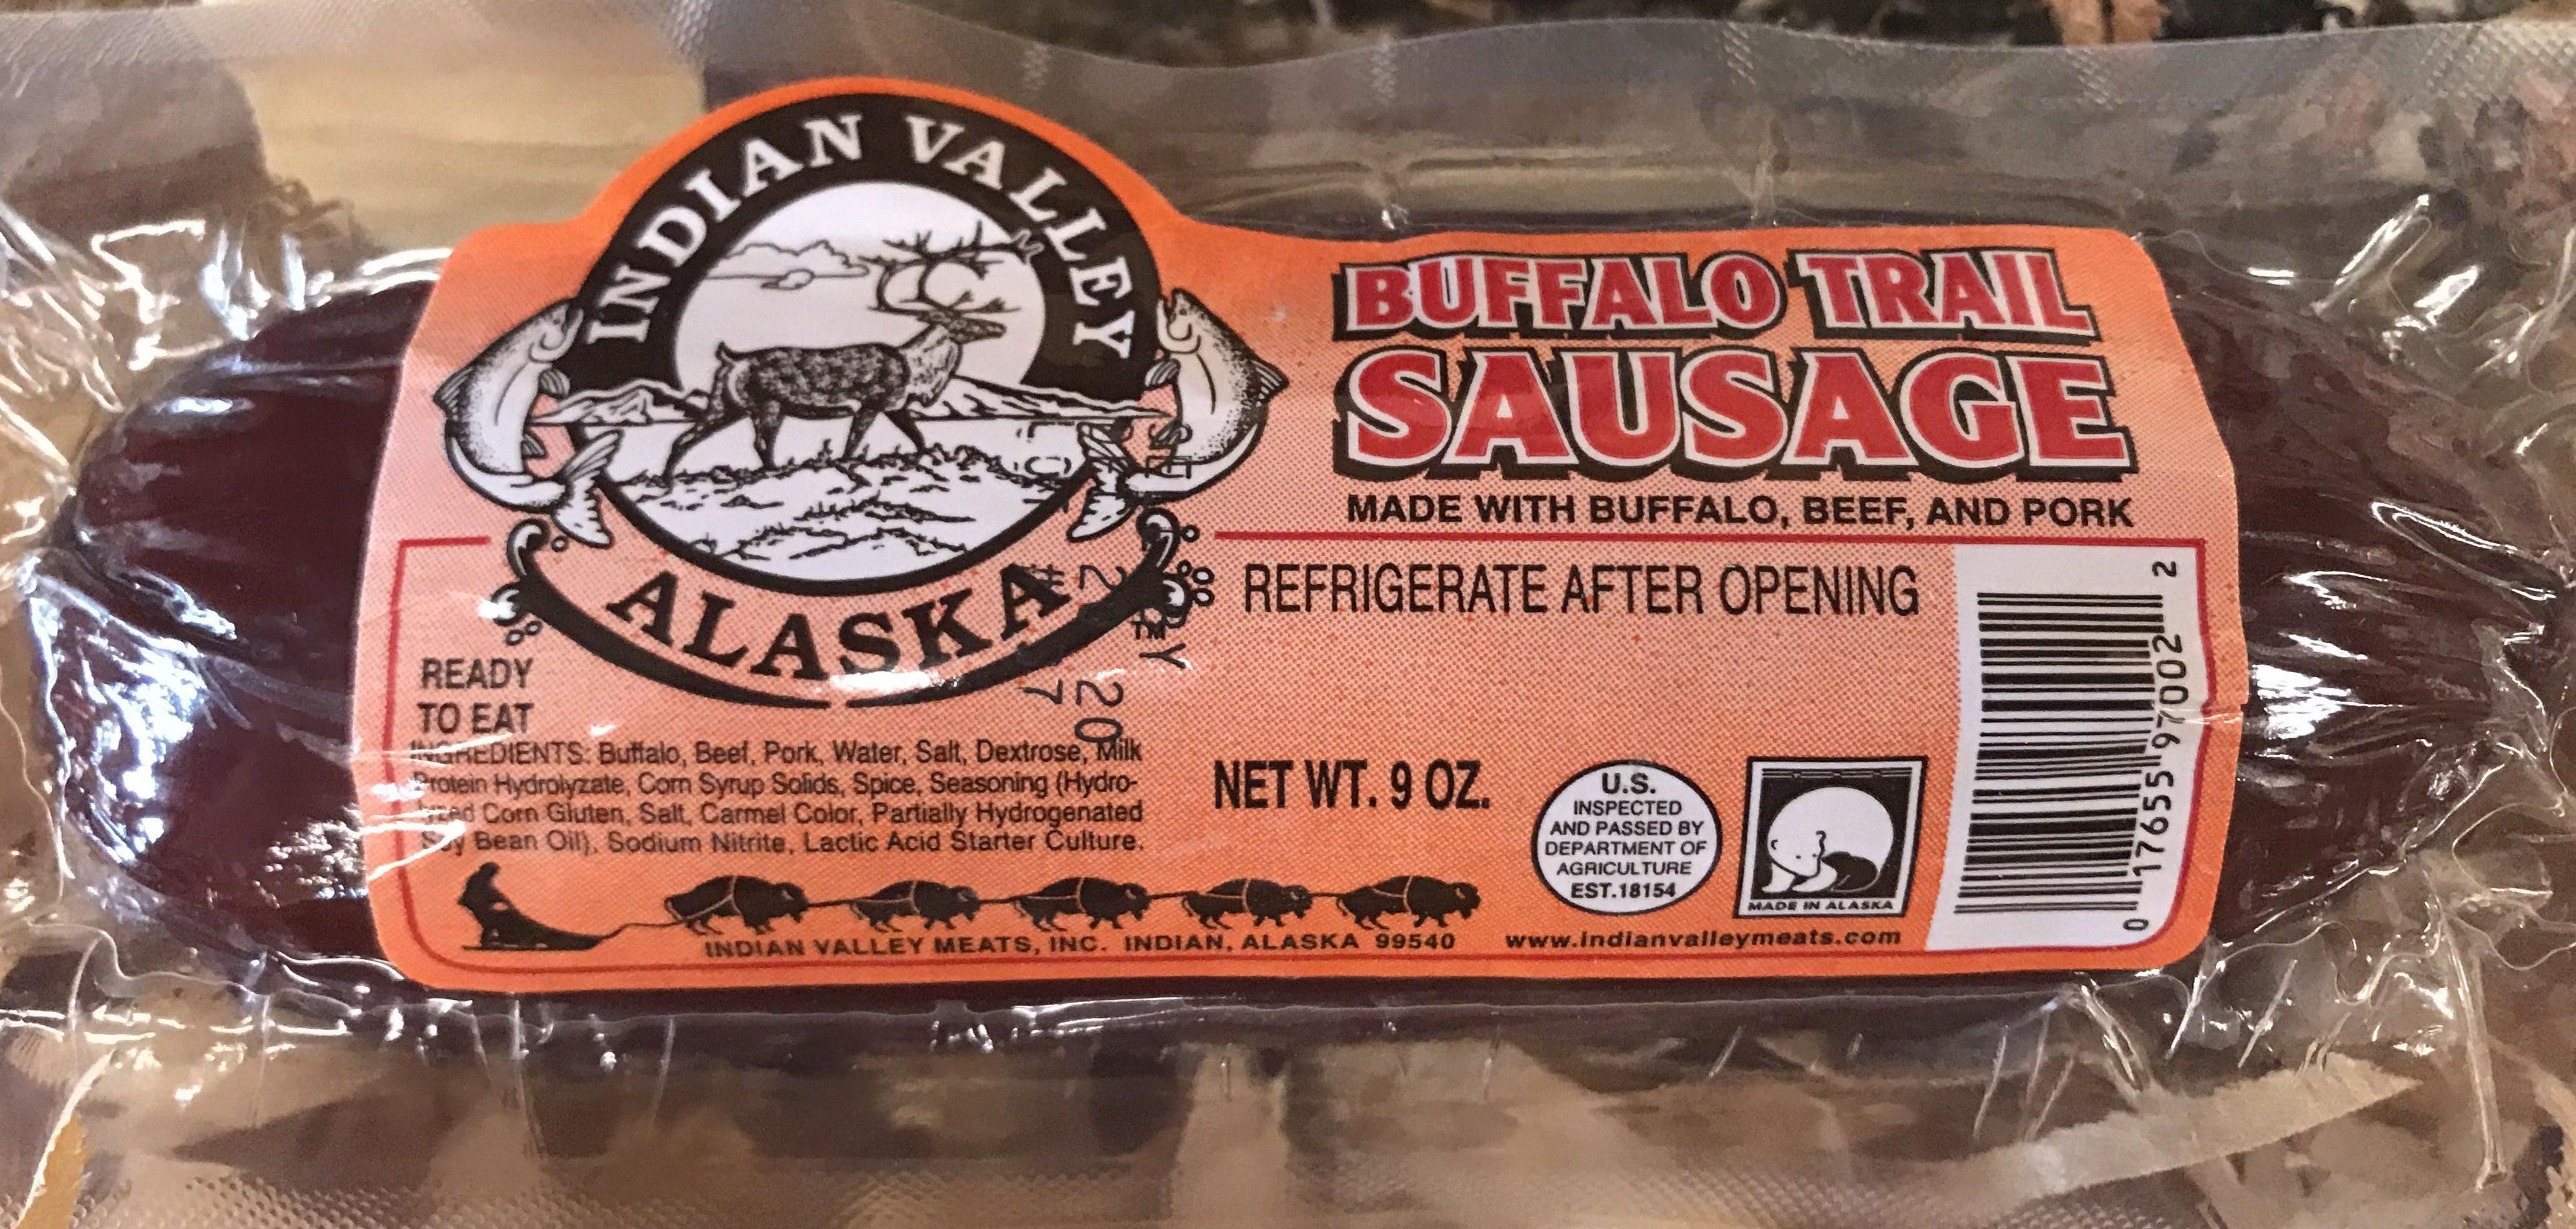 INDIAN VALLEY
ALASKA
TM
BUFFALO TRAIL
SAUSAGE
MADE WITH BUFFALO, BEEF, AND PORK
REFRIGERATE AFTER OPENING
READY
TO EAT
INGREDIENTS: Buffalo, Beef, Pork, Water, Salt, Dextrose, Milk
Protein Hydrolyzate, Corn Syrup Solids, Spice, Seasoning (Hydro-
lyzed Corn Gluten, Salt, Carmel Color, Partially Hydrogenated
Soy Bean Oil), Sodium Nitrite, Lactic Acid Starter Culture.
NET WT. 9 OZ.
U.S.
INSPECTED
AND PASSED BY
DEPARTMENT OF
AGRICULTURE
EST.18154
MADE IN ALASKA
0 17655 97002 2
INDIAN VALLEY MEATS, INC. INDIAN, ALASKA 99540
www.indianvalleymeats.com